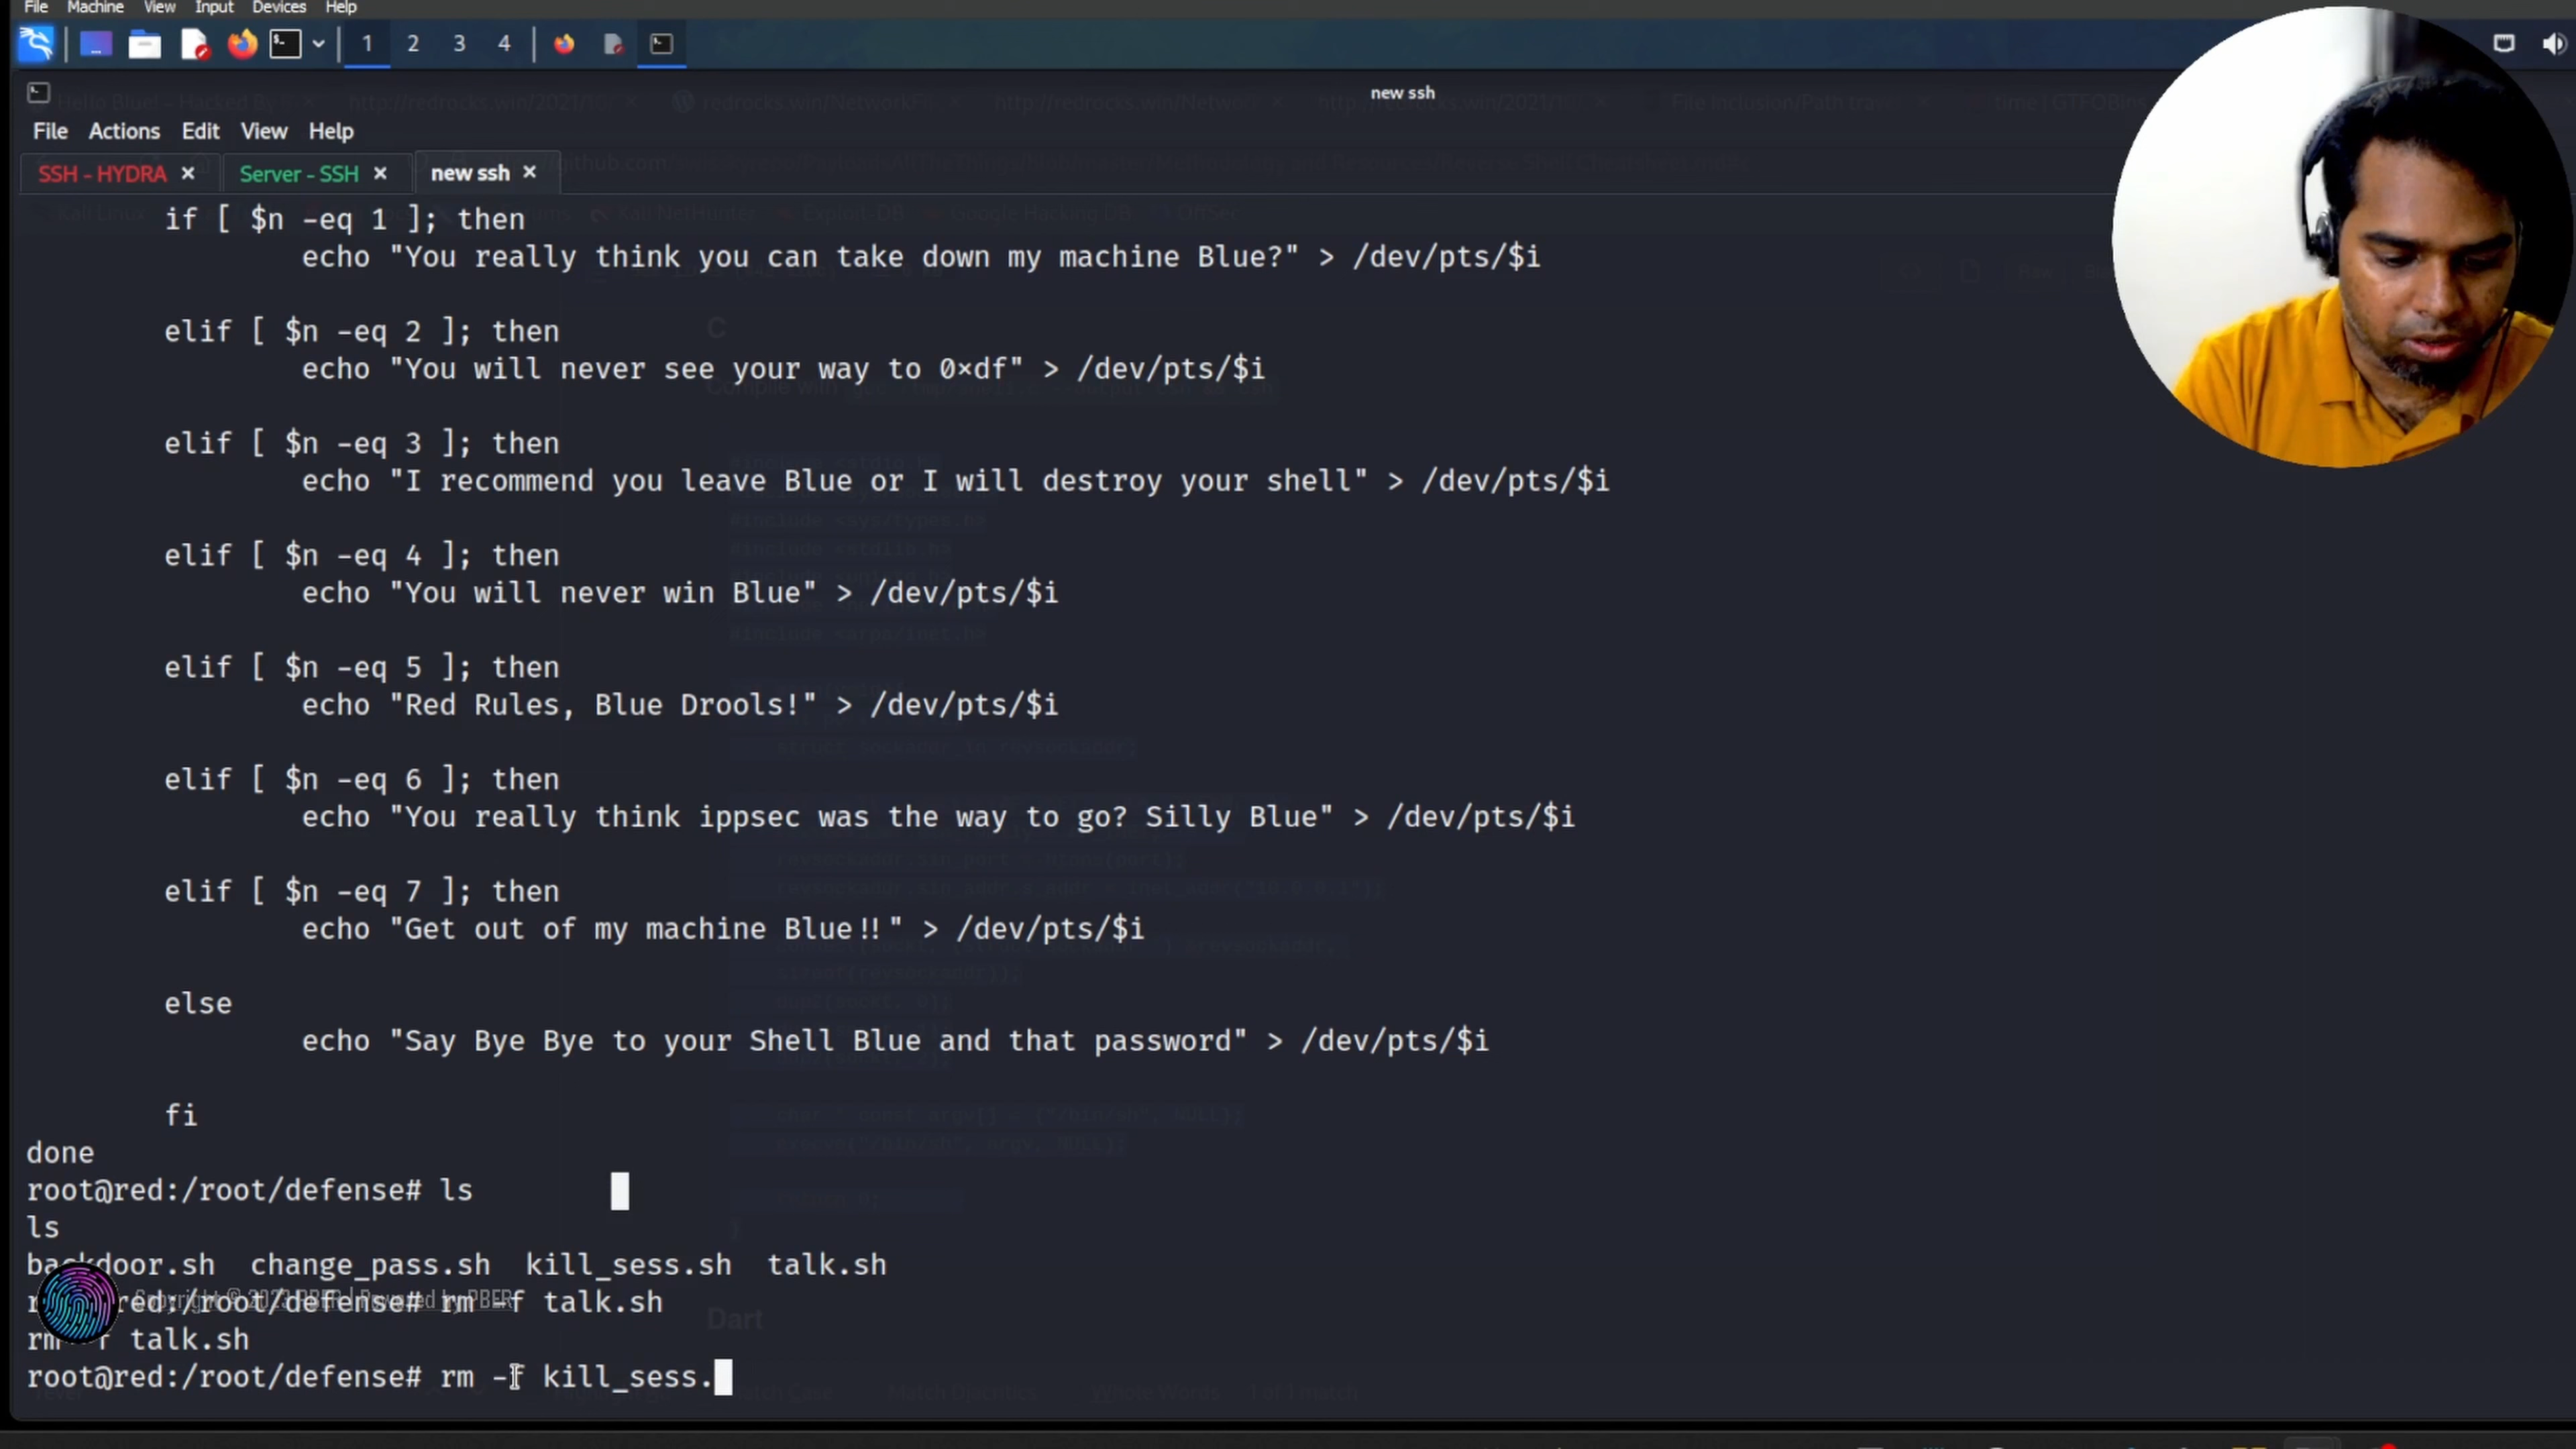 File Machine View Input Devices Help
1 2 3 4
new ssh
File Actions Edit View Help
SSH - HYDRA × Server - SSH × new ssh ×
if [ $n -eq 1 ]; then
echo "You really think you can take down my machine Blue?" > /dev/pts/$i
elif [ $n -eq 2 ]; then
echo "You will never see your way to 0×df" > /dev/pts/$i
elif [ $n -eq 3 ]; then
echo "I recommend you leave Blue or I will destroy your shell" > /dev/pts/$i
elif [ $n -eq 4 ]; then
echo "You will never win Blue" > /dev/pts/$i
elif [ $n -eq 5 ]; then
echo "Red Rules, Blue Drools!" > /dev/pts/$i
elif [ $n -eq 6 ]; then
echo "You really think ippsec was the way to go? Silly Blue" > /dev/pts/$i
elif [ $n -eq 7 ]; then
echo "Get out of my machine Blue!!" > /dev/pts/$i
else
echo "Say Bye Bye to your Shell Blue and that password" > /dev/pts/$i
fi
done
root@red:/root/defense# ls
ls
backdoor.sh change_pass.sh kill_sess.sh talk.sh
red:/root/defense# rm -f talk.sh
Copyright © 2023 PBER | Powered by PBER
rm -f talk.sh
root@red:/root/defense# rm -f kill_sess.